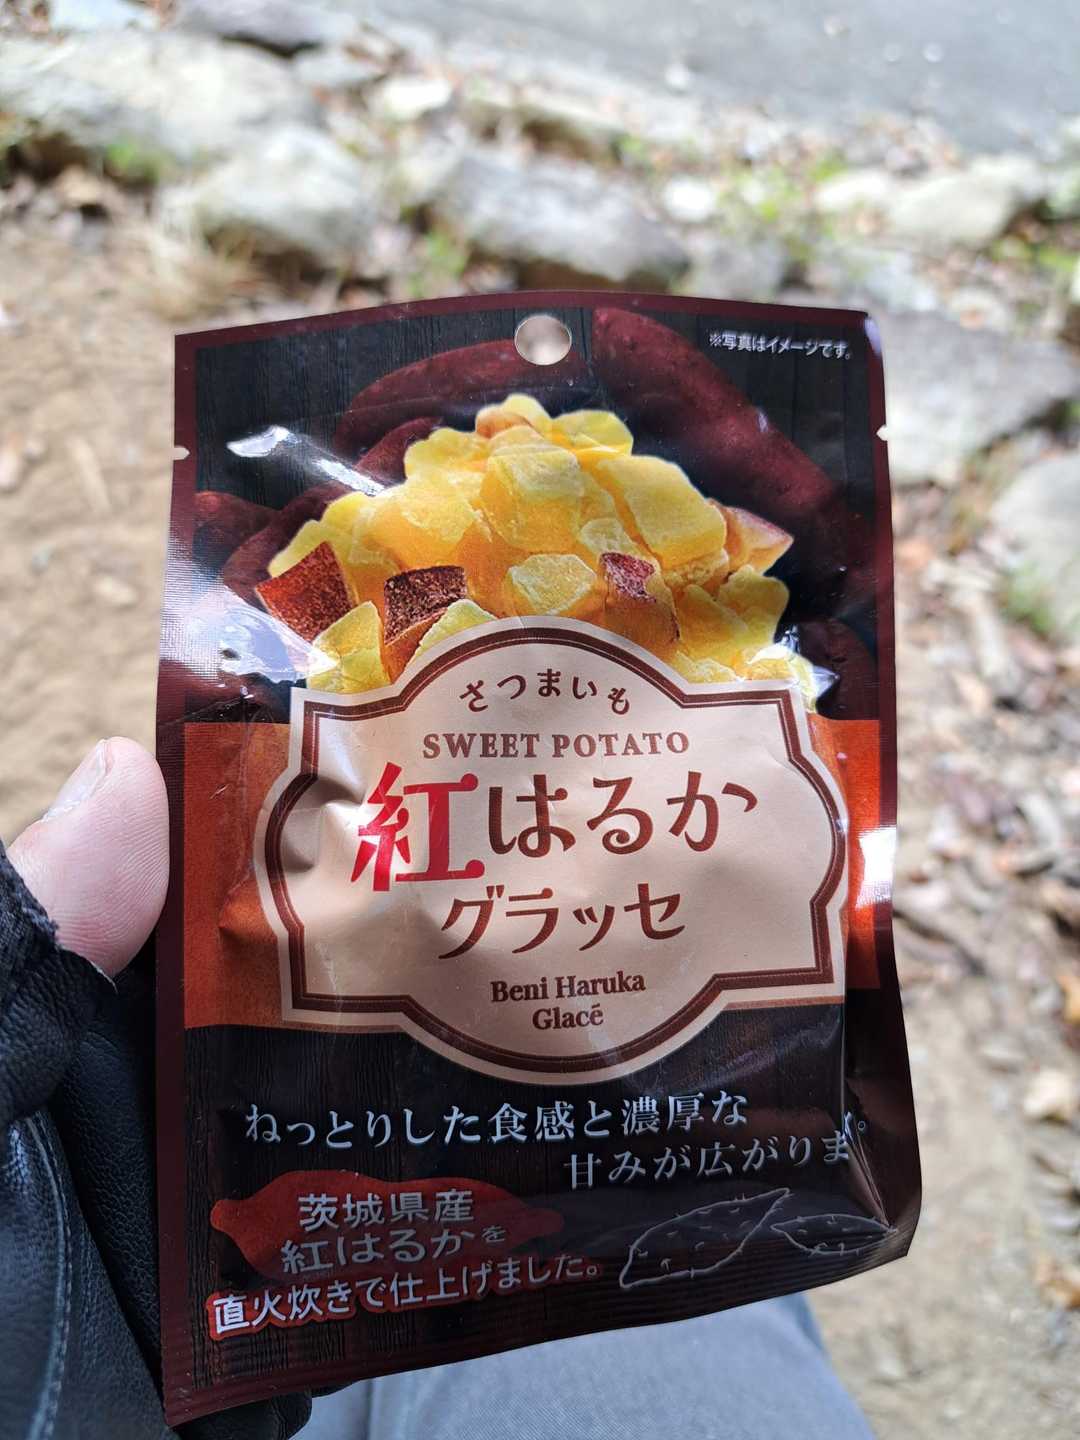 ※写真はイメージです。
さつまいも
SWEET POTATO
紅はるか
グラッセ
Beni Haruka
Glacé
ねっとりした食感と濃厚な
甘みが広がりま。
茨城県産
紅はるかを
直火炊きで仕上げました。